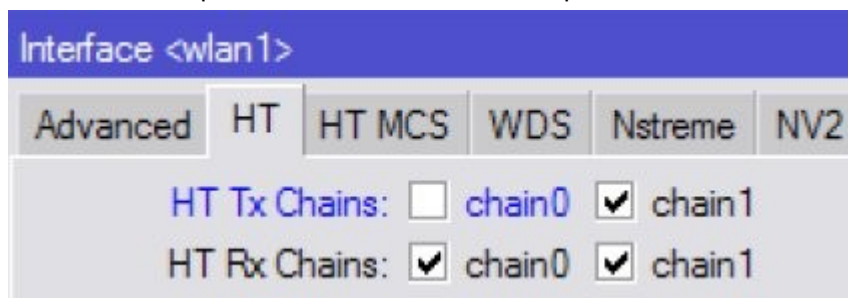 Interface <wlan1>
Advanced HT HT MCS WDS Nstreme NV2
HT Tx Chains: chain0 chain1
HT Rx Chains: chain0 chain1